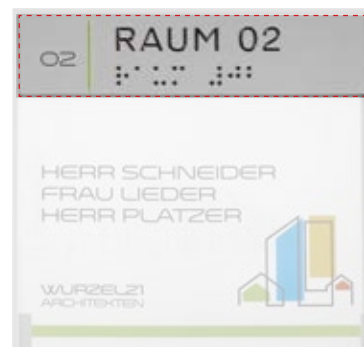 02
RAUM 02
HERR SCHNEIDER
FRAU LIEDER
HERR PLATZER
WURZEL21
ARCHITEKTEN